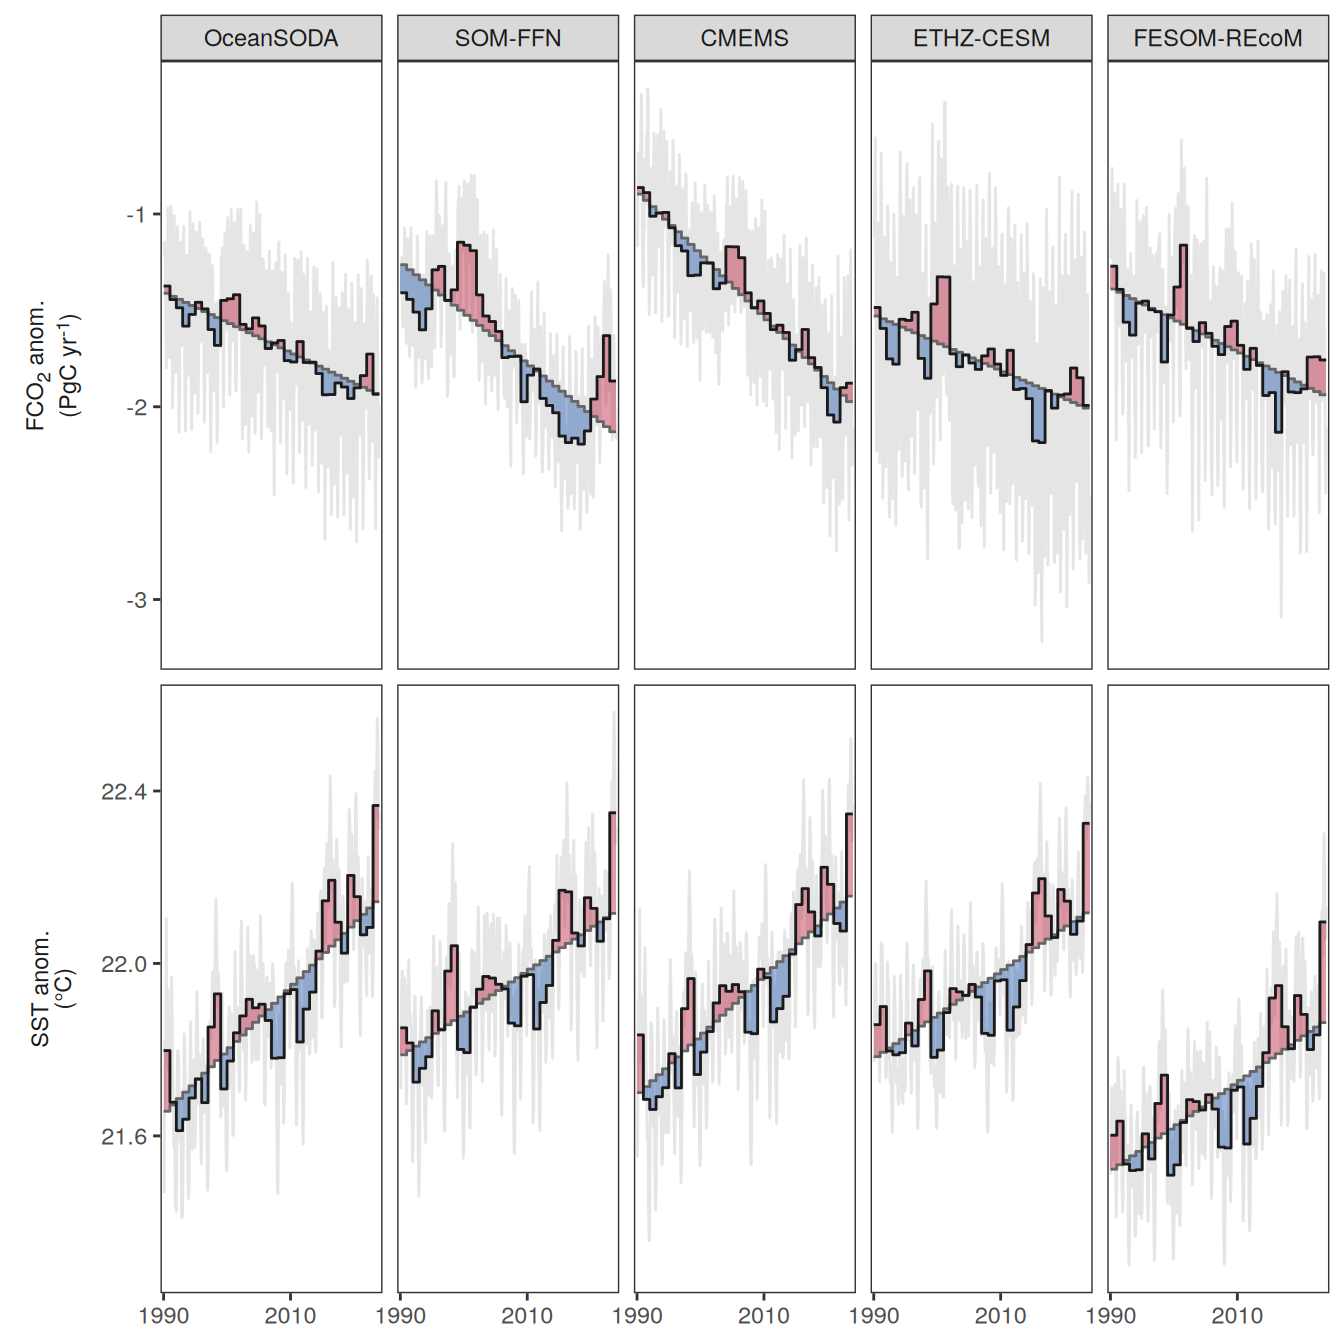 OceanSODA SOM-FFN CMEMS ETHZ-CESM FESOM-REcoM
FCO2 anom.
(PgC yr-1)
-1
-2
-3
SST anom.
(°C)
22.4
22.0
21.6
1990 2010 1990 2010 1990 2010 1990 2010 1990 2010